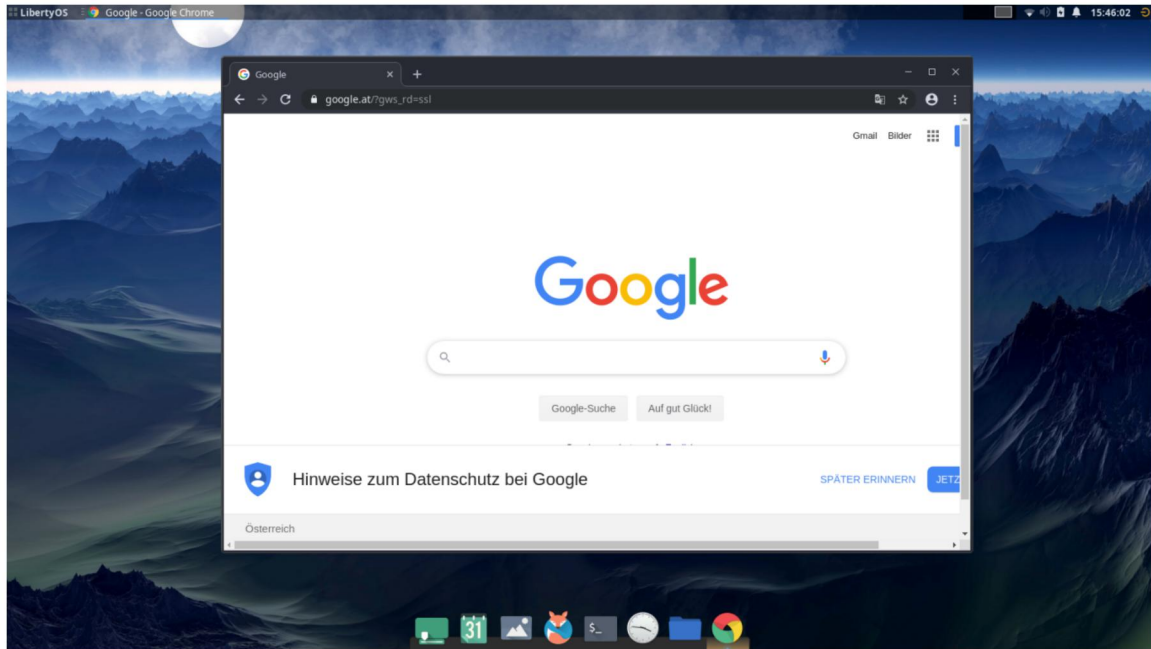 LibertyOS Google - Google Chrome 15:46:02
Google
google.at/?gws_rd=ssl
Gmail Bilder
Google
Google-Suche Auf gut Glück!
Hinweise zum Datenschutz bei Google
SPÄTER ERINNERN JETZ
Österreich
31 $_